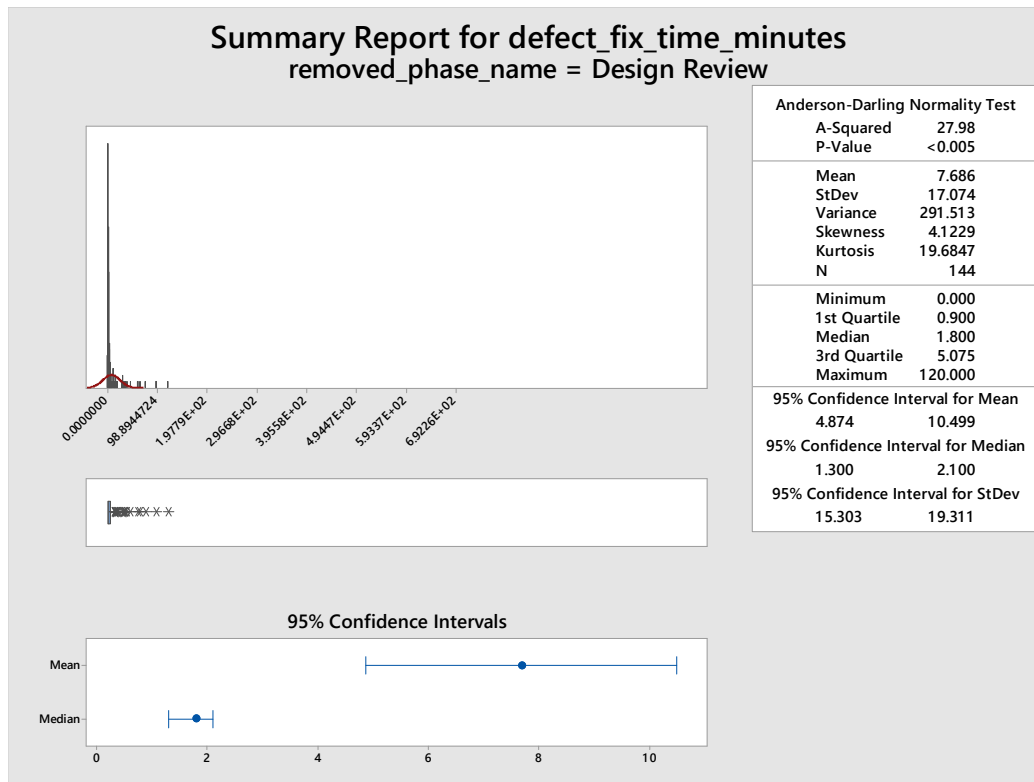 Summary Report for defect_fix_time_minutes
removed_phase_name = Design Review
Anderson-Darling Normality Test
A-Squared 27.98
P-Value <0.005
Mean 7.686
StDev 17.074
Variance 291.513
Skewness 4.1229
Kurtosis 19.6847
N 144
Minimum 0.000
1st Quartile 0.900
Median 1.800
3rd Quartile 5.075
Maximum 120.000
95% Confidence Interval for Mean
4.874 10.499
95% Confidence Interval for Median
1.300 2.100
95% Confidence Interval for StDev
15.303 19.311
0.0000000 98.8944724 1.9779E+02 2.9668E+02 3.9558E+02 4.9447E+02 5.9337E+02 6.9226E+02
95% Confidence Intervals
Mean
Median
0 2 4 6 8 10